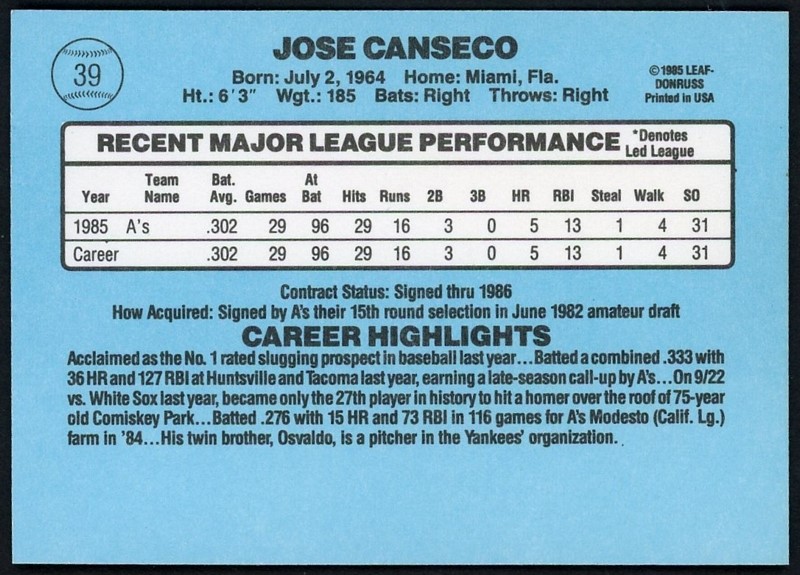 39
JOSE CANSECO
Born: July 2, 1964 Home: Miami, Fla.
Ht.: 6'3" Wgt.: 185 Bats: Right Throws: Right
©1985 LEAF-
DONRUSS
Printed in USA
RECENT MAJOR LEAGUE PERFORMANCE *Denotes
Led League
Year Team Name Bat. Avg. Games At Bat Hits Runs 2B 3B HR RBI Steal Walk SO
1985 A's .302 29 96 29 16 3 0 5 13 1 4 31
Career .302 29 96 29 16 3 0 5 13 1 4 31
Contract Status: Signed thru 1986
How Acquired: Signed by A's their 15th round selection in June 1982 amateur draft
CAREER HIGHLIGHTS
Acclaimed as the No. 1 rated slugging prospect in baseball last year...Batted a combined .333 with
36 HR and 127 RBI at Huntsville and Tacoma last year, earning a late-season call-up by A's...On 9/22
vs. White Sox last year, became only the 27th player in history to hit a homer over the roof of 75-year
old Comiskey Park...Batted .276 with 15 HR and 73 RBI in 116 games for A's Modesto (Calif. Lg.)
farm in '84...His twin brother, Osvaldo, is a pitcher in the Yankees' organization.